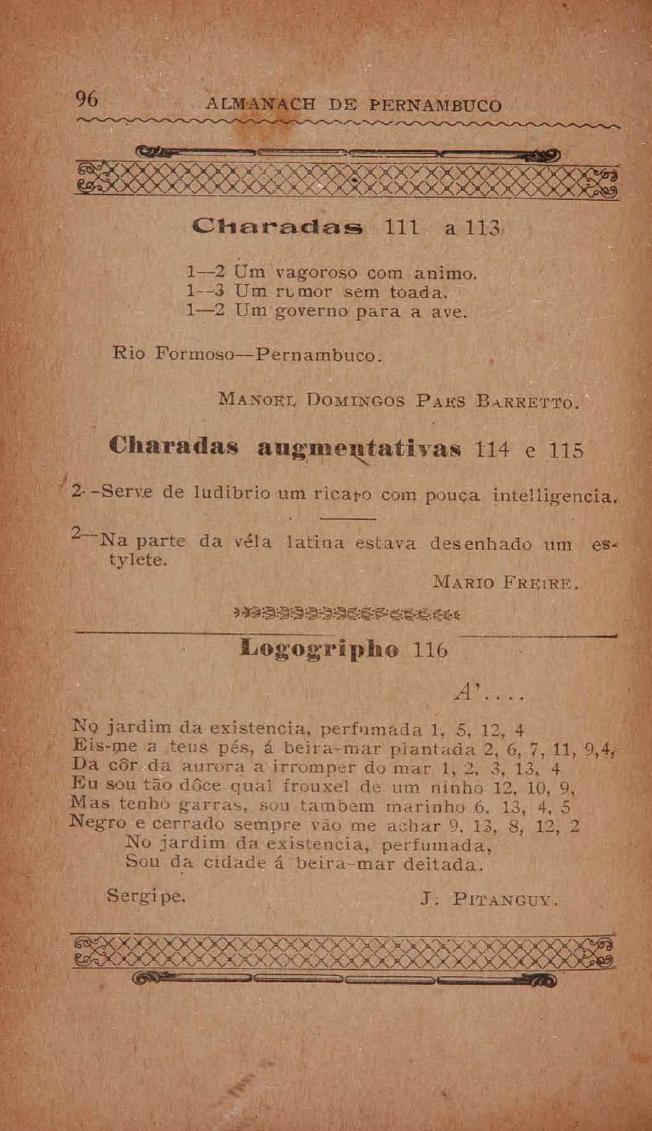 96 ALMANACH DE PERNAMBUCO
Charadas 111 a 113
1—2 Um vagoroso com animo.
1--3 Um rumor sem toada.
1—2 Um governo para a ave.
Rio Formoso—Pernambuco.
MANOEL DOMINGOS PAES BARRETTO.
Charadas augmentativas 114 e 115
2--Serve de ludibrio um ricaço com pouca intelligencia.
2—Na parte da véla latina estava desenhado um es-
tylete.
MARIO FREIRE.
Logogripho 116
A'....
No jardim da existencia, perfumada 1, 5, 12, 4
Eis-me a teus pés, á beira-mar plantada 2, 6, 7, 11, 9,4,
Da côr da aurora a irromper do mar 1, 2, 3, 13, 4
Eu sou tão dôce qual frouxel de um ninho 12, 10, 9,
Mas tenho garras, sou tambem marinho 6, 13, 4, 5
Negro e cerrado sempre vão me achar 9, 13, 8, 12, 2
No jardim da existencia, perfumada,
Sou da cidade á beira-mar deitada.
Sergipe. J. PITANGUY.